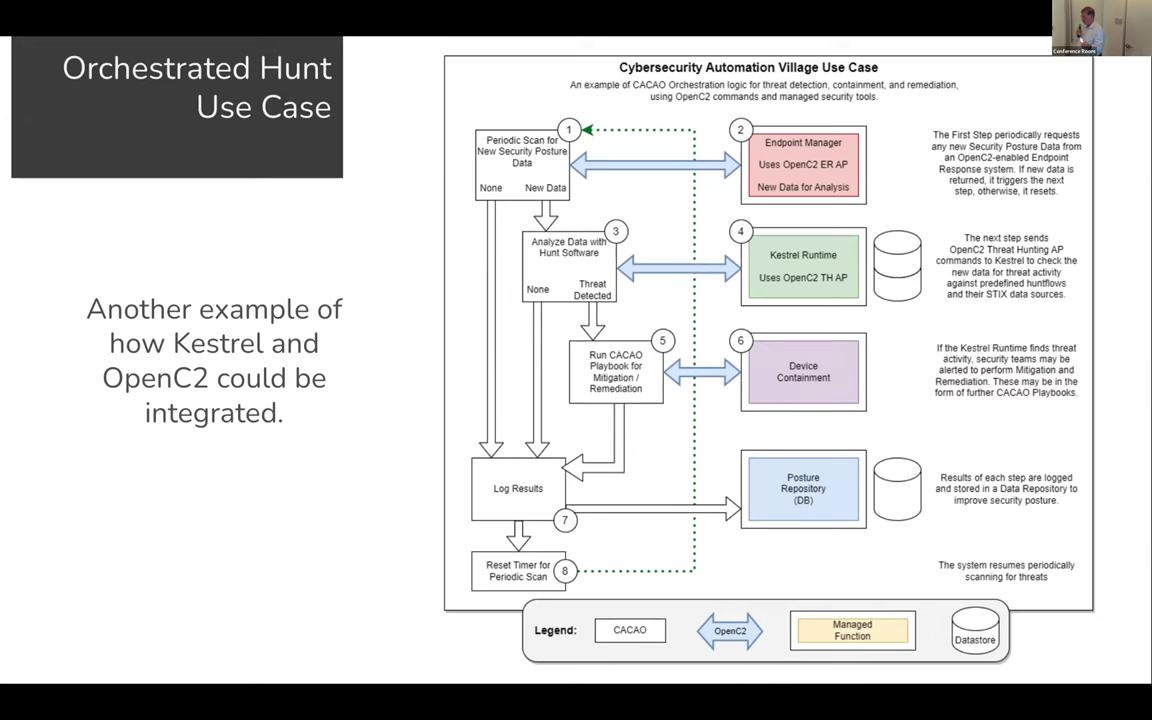 Orchestrated Hunt
Use Case
Another example of
how Kestrel and
OpenC2 could be
integrated.
Conference Room
Cybersecurity Automation Village Use Case
An example of CACAO Orchestration logic for threat detection, containment, and remediation,
using OpenC2 commands and managed security tools.
1
Periodic Scan for
New Security Posture
Data
None New Data
2
Endpoint Manager
Uses OpenC2 ER AP
New Data for Analysis
The First Step periodically requests
any new Security Posture Data from
an OpenC2-enabled Endpoint
Response system. If new data is
returned, it triggers the next
step, otherwise, it resets.
3
Analyze Data with
Hunt Software
None Threat
Detected
4
Kestrel Runtime
Uses OpenC2 TH AP
The next step sends
OpenC2 Threat Hunting AP
commands to Kestrel to check the
new data for threat activity
against predefined huntflows
and their STIX data sources.
5
Run CACAO
Playbook for
Mitigation /
Remediation
6
Device
Containment
If the Kestrel Runtime finds threat
activity, security teams may be
alerted to perform Mitigation and
Remediation. These may be in the
form of further CACAO Playbooks.
Log Results
7
Posture
Repository
(DB)
Results of each step are logged
and stored in a Data Repository to
improve security posture.
Reset Timer for
Periodic Scan
8
The system resumes periodically
scanning for threats
Legend:
CACAO
OpenC2
Managed
Function
Datastore